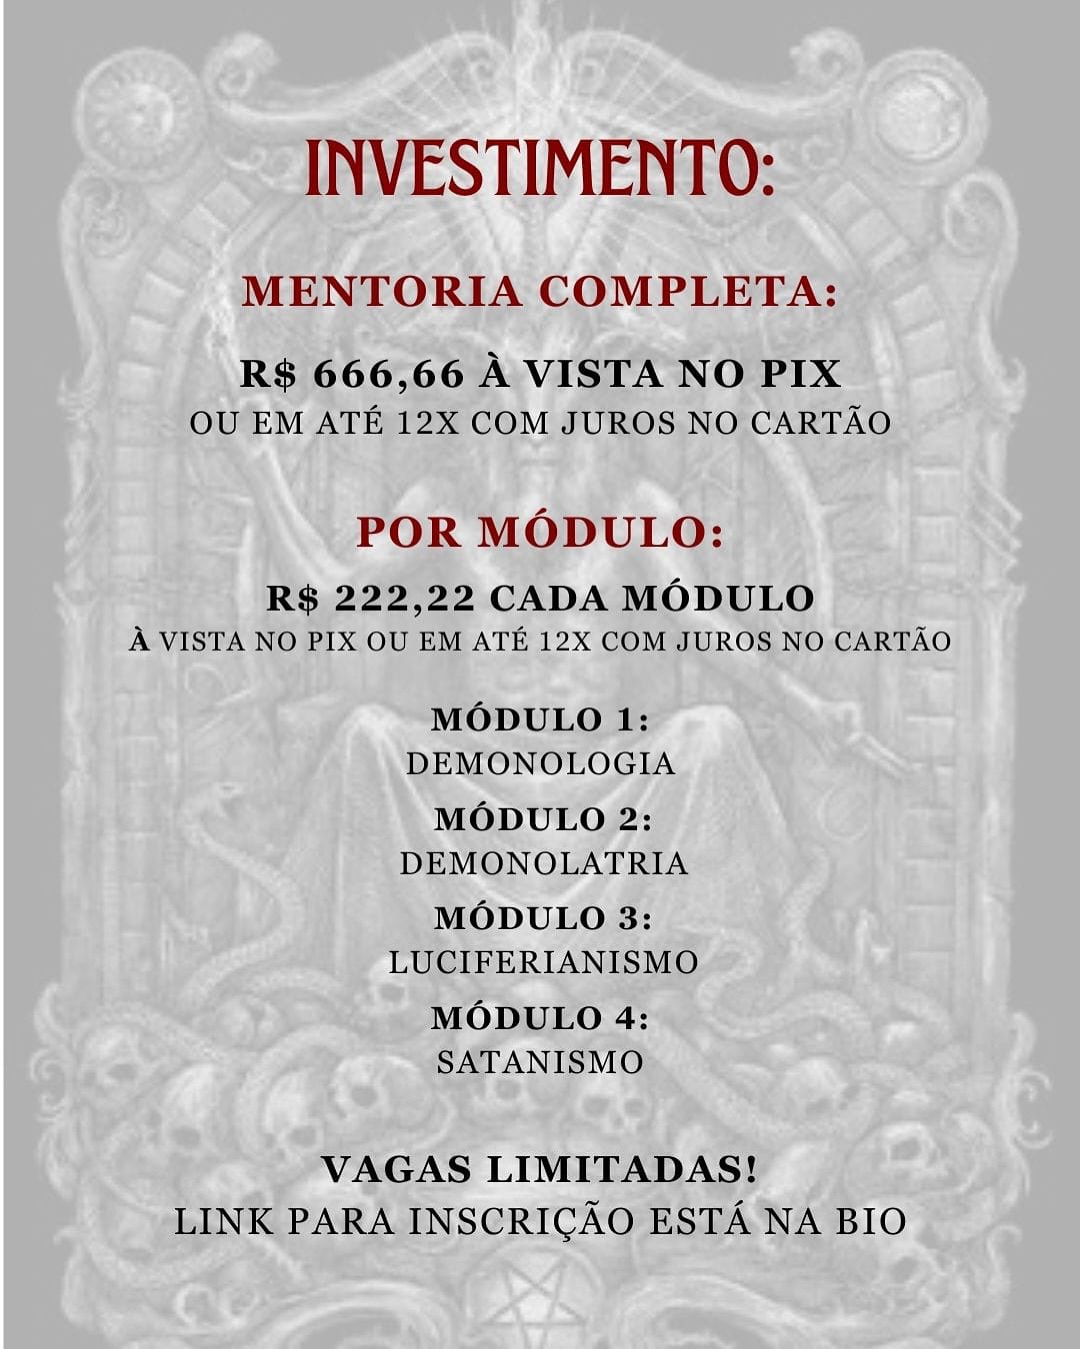 INVESTIMENTO:
MENTORIA COMPLETA:
R$ 666,66 À VISTA NO PIX
OU EM ATÉ 12X COM JUROS NO CARTÃO
POR MÓDULO:
R$ 222,22 CADA MÓDULO
À VISTA NO PIX OU EM ATÉ 12X COM JUROS NO CARTÃO
MÓDULO 1:
DEMONOLOGIA
MÓDULO 2:
DEMONOLATRIA
MÓDULO 3:
LUCIFERIANISMO
MÓDULO 4:
SATANISMO
VAGAS LIMITADAS!
LINK PARA INSCRIÇÃO ESTÁ NA BIO